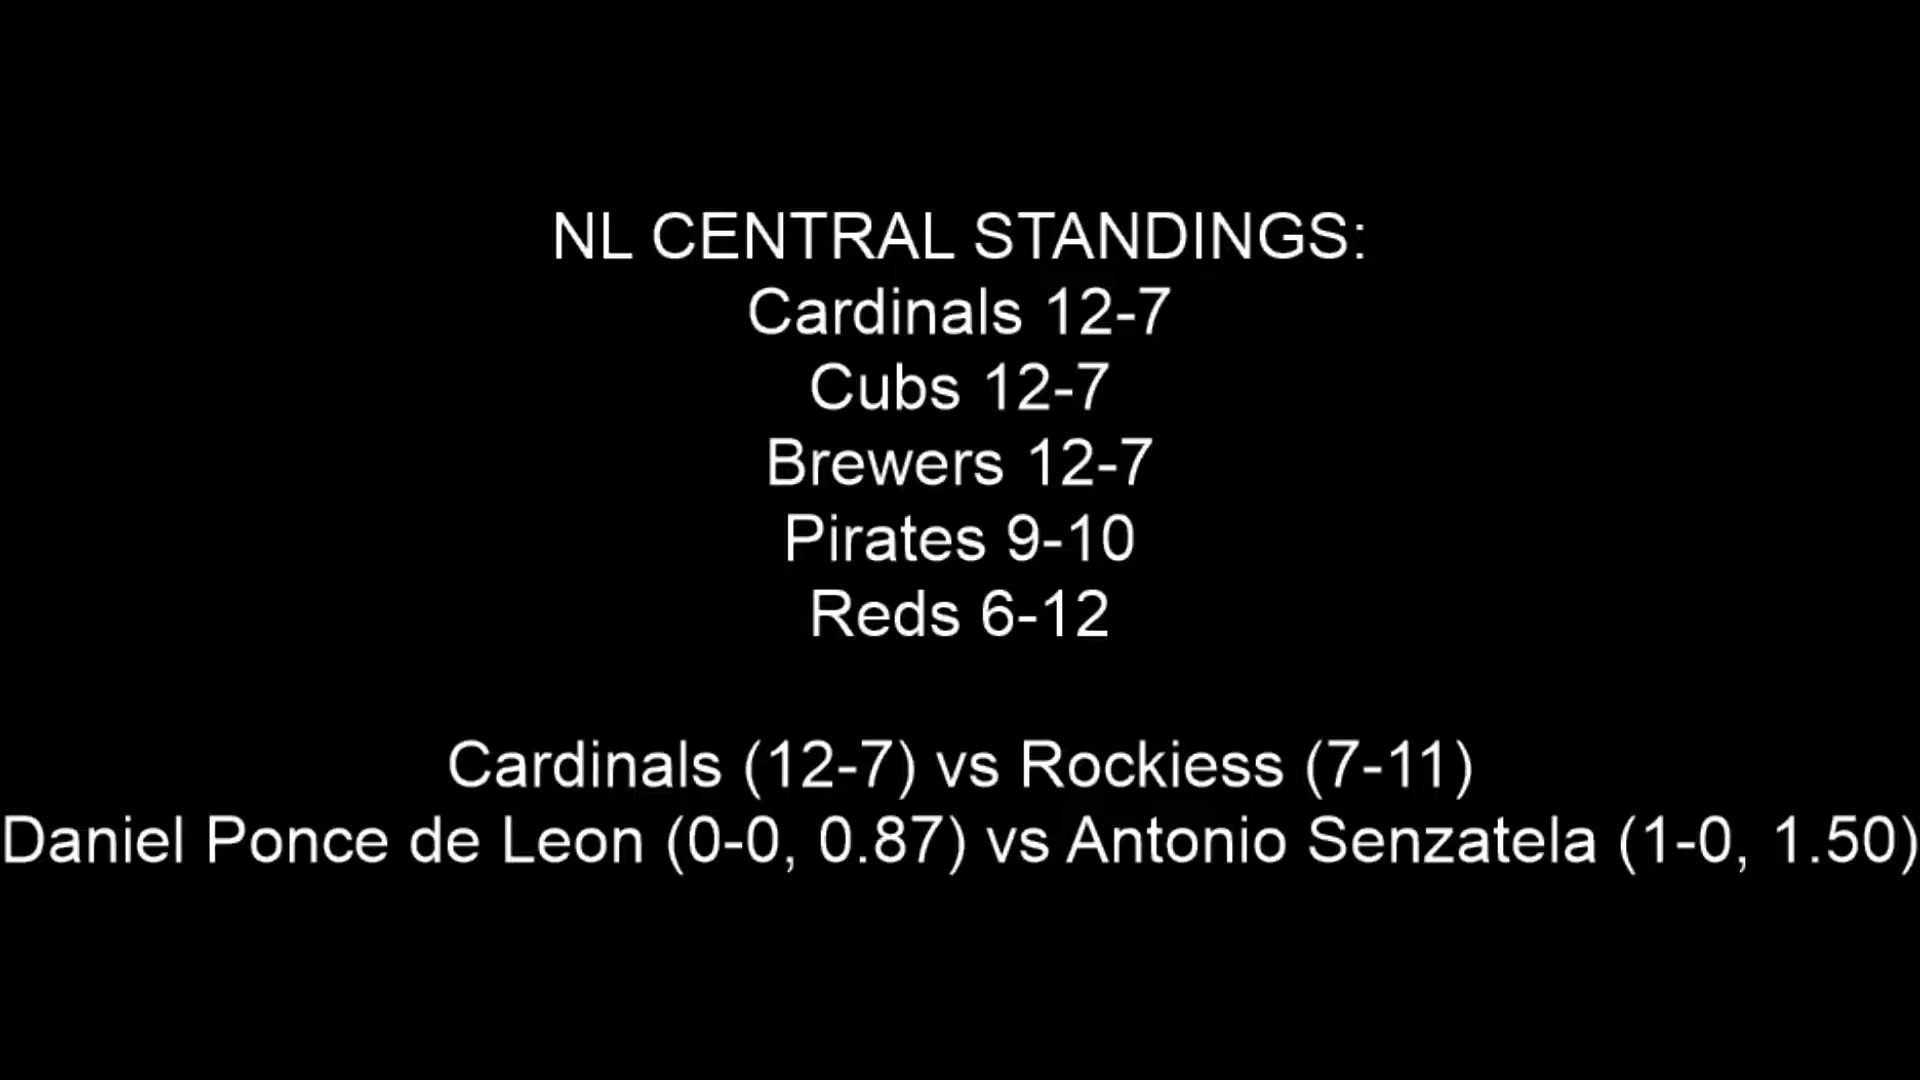 NL CENTRAL STANDINGS:
Cardinals 12-7
Cubs 12-7
Brewers 12-7
Pirates 9-10
Reds 6-12
Cardinals (12-7) vs Rockiess (7-11)
Daniel Ponce de Leon (0-0, 0.87) vs Antonio Senzatela (1-0, 1.50)